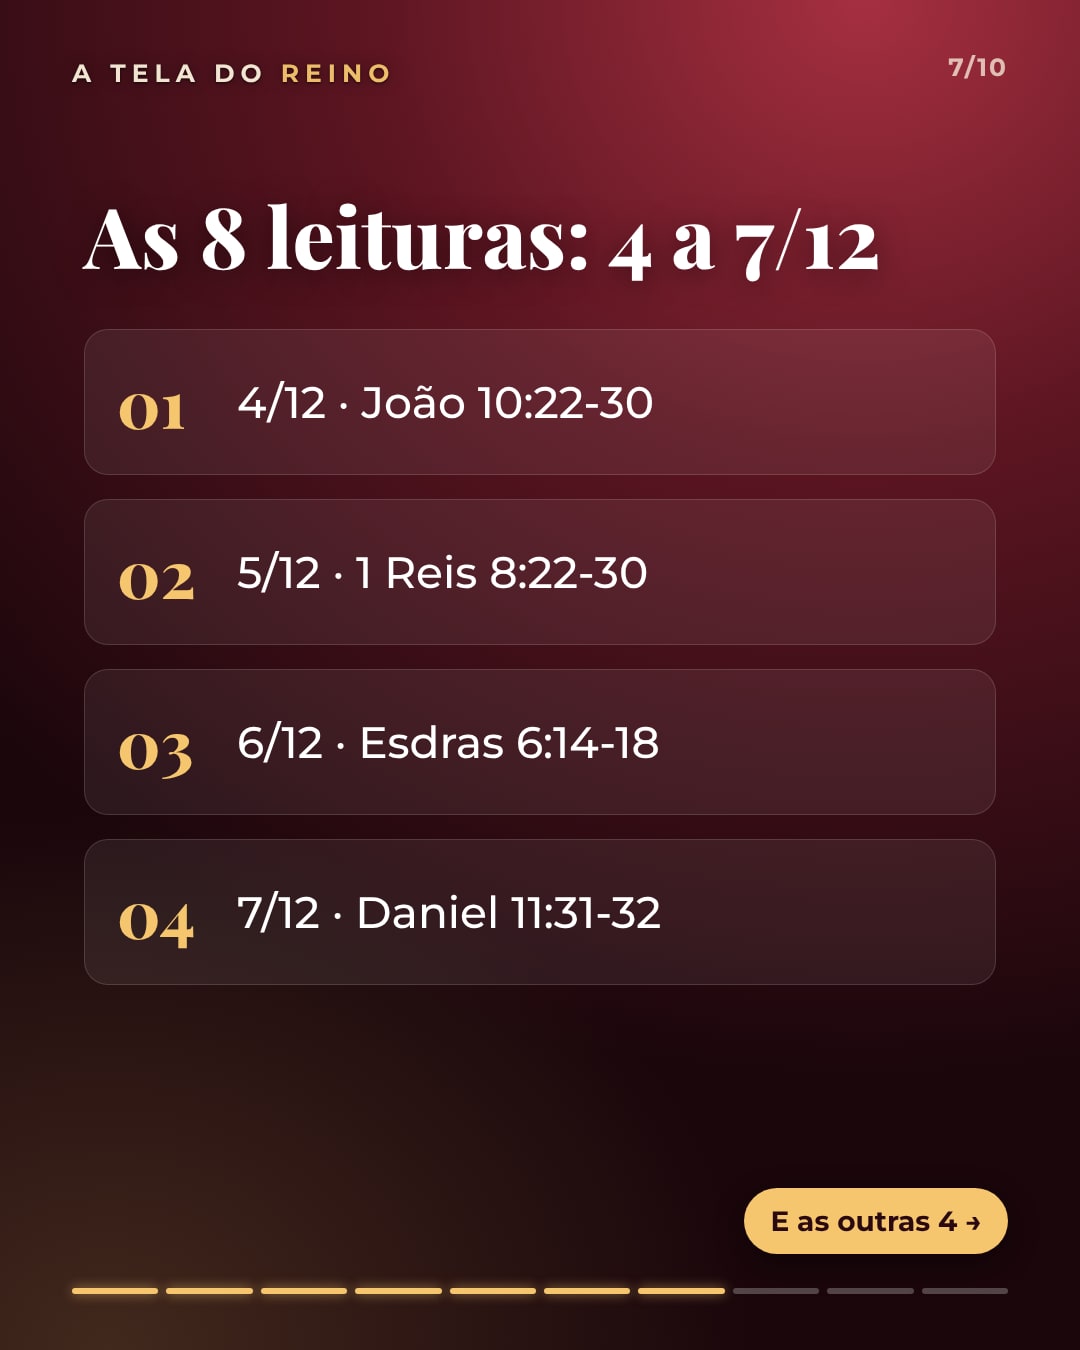 A TELA DO REINO
7/10
As 8 leituras: 4 a 7/12
01 4/12 · João 10:22-30
02 5/12 · 1 Reis 8:22-30
03 6/12 · Esdras 6:14-18
04 7/12 · Daniel 11:31-32
E as outras 4 →